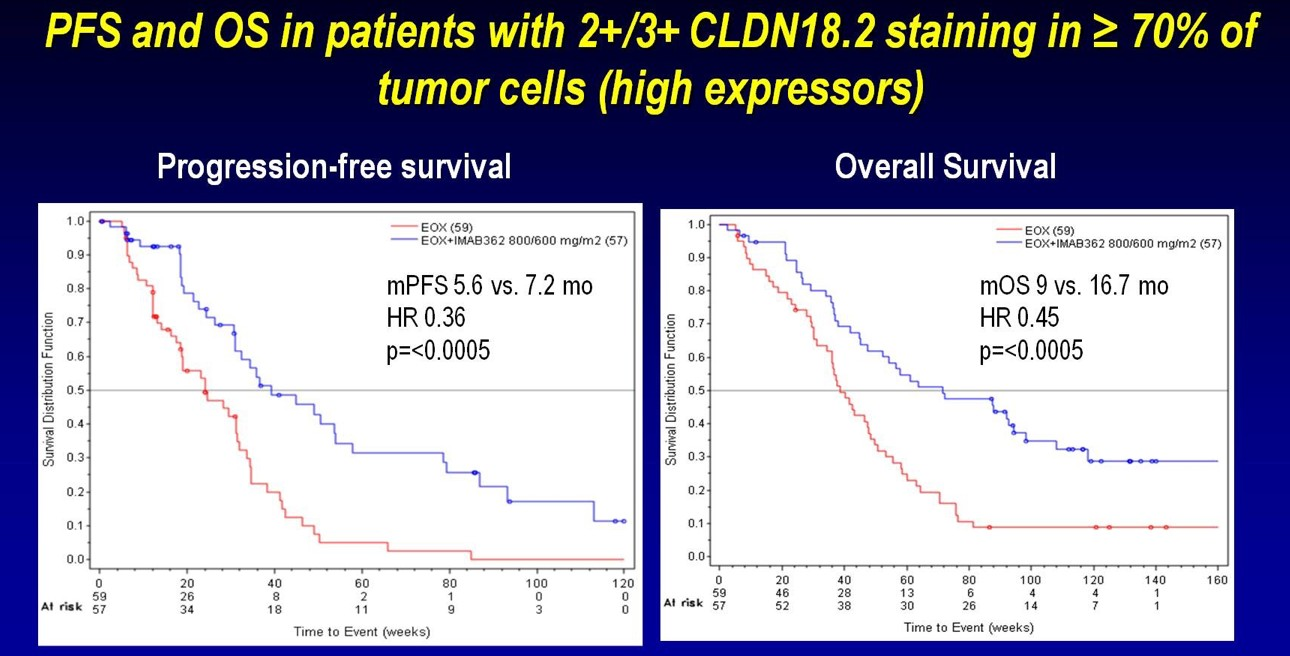 PFS and OS in patients with 2+/3+ CLDN18.2 staining in ≥ 70% of
tumor cells (high expressors)
Progression-free survival
Survival Distribution Function
1.0
0.9
0.8
0.7
0.6
0.5
0.4
0.3
0.2
0.1
0.0
EOX (59)
EOX+IMAB362 800/600 mg/m2 (57)
mPFS 5.6 vs. 7.2 mo
HR 0.36
p=<0.0005
0 20 40 60 80 100 120
59 26 8 2 1 0 0
At risk
57 34 18 11 9 3 0
Time to Event (weeks)
Overall Survival
Survival Distribution Function
1.0
0.9
0.8
0.7
0.6
0.5
0.4
0.3
0.2
0.1
0.0
EOX (59)
EOX+IMAB362 800/600 mg/m2 (57)
mOS 9 vs. 16.7 mo
HR 0.45
p=<0.0005
0 20 40 60 80 100 120 140 160
59 46 28 13 6 4 4 1
At risk
57 52 38 30 26 14 7 1
Time to Event (weeks)